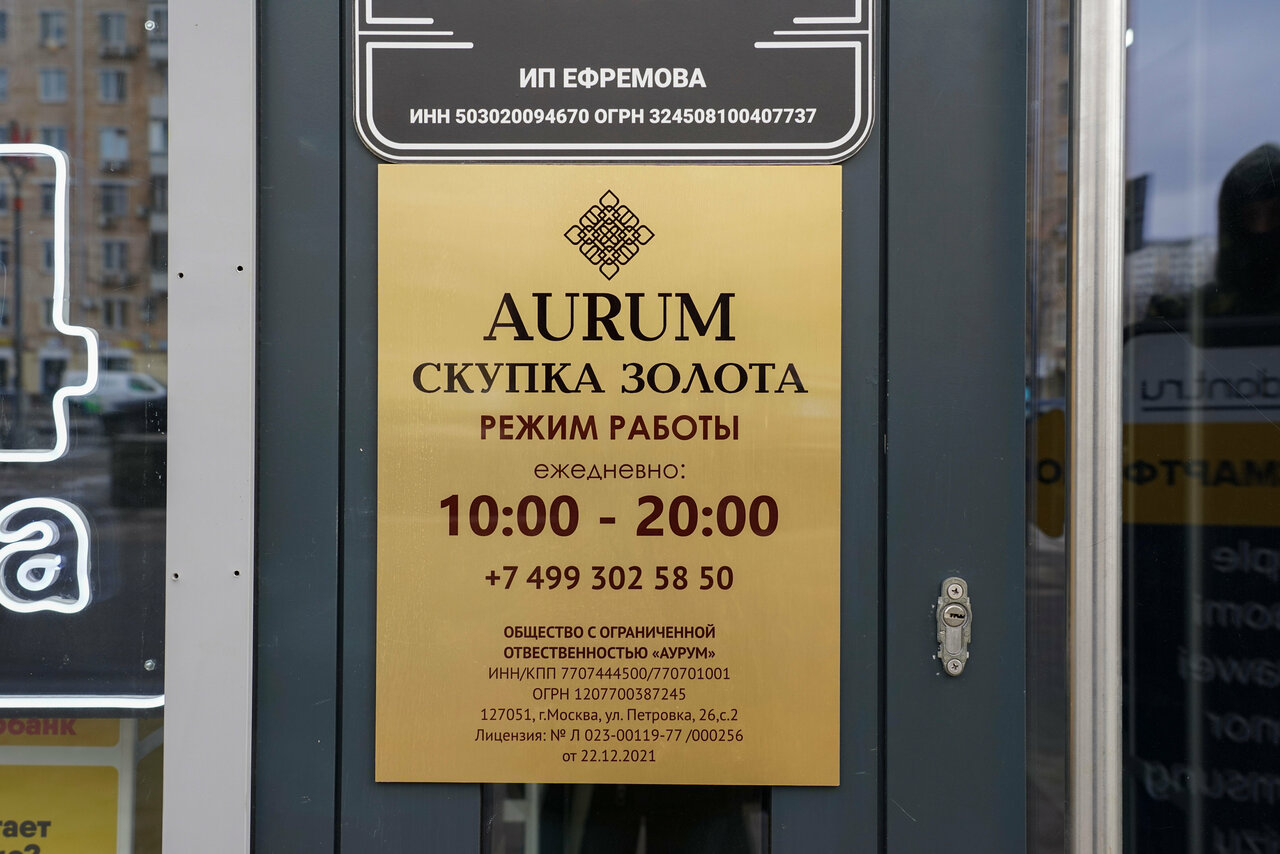 ИП ЕФРЕМОВА
ИНН 503020094670 ОГРН 324508100407737
AURUM
СКУПКА ЗОЛОТА
РЕЖИМ РАБОТЫ
ежедневно:
10:00 - 20:00
+7 499 302 58 50
ОБЩЕСТВО С ОГРАНИЧЕННОЙ
ОТВЕСТВЕННОСТЬЮ «АУРУМ»
ИНН/КПП 7707444500/770701001
ОГРН 1207700387245
127051, г.Москва, ул. Петровка, 26,с.2
Лицензия: № Л 023-00119-77 /000256
от 22.12.2021
а